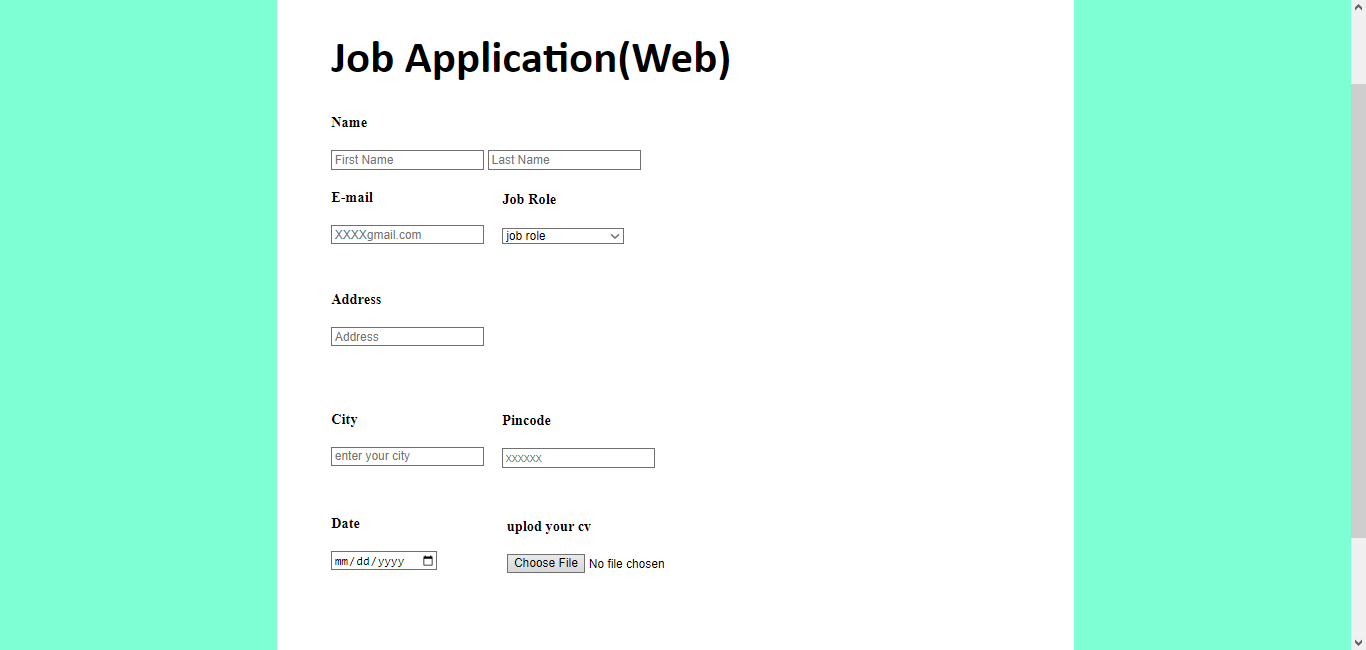 Job Application(Web)
Name
First Name Last Name
E-mail Job Role
XXXXgmail.com job role
Address
Address
City Pincode
enter your city xxxxxx
Date uplod your cv
mm/dd/yyyy Choose File No file chosen